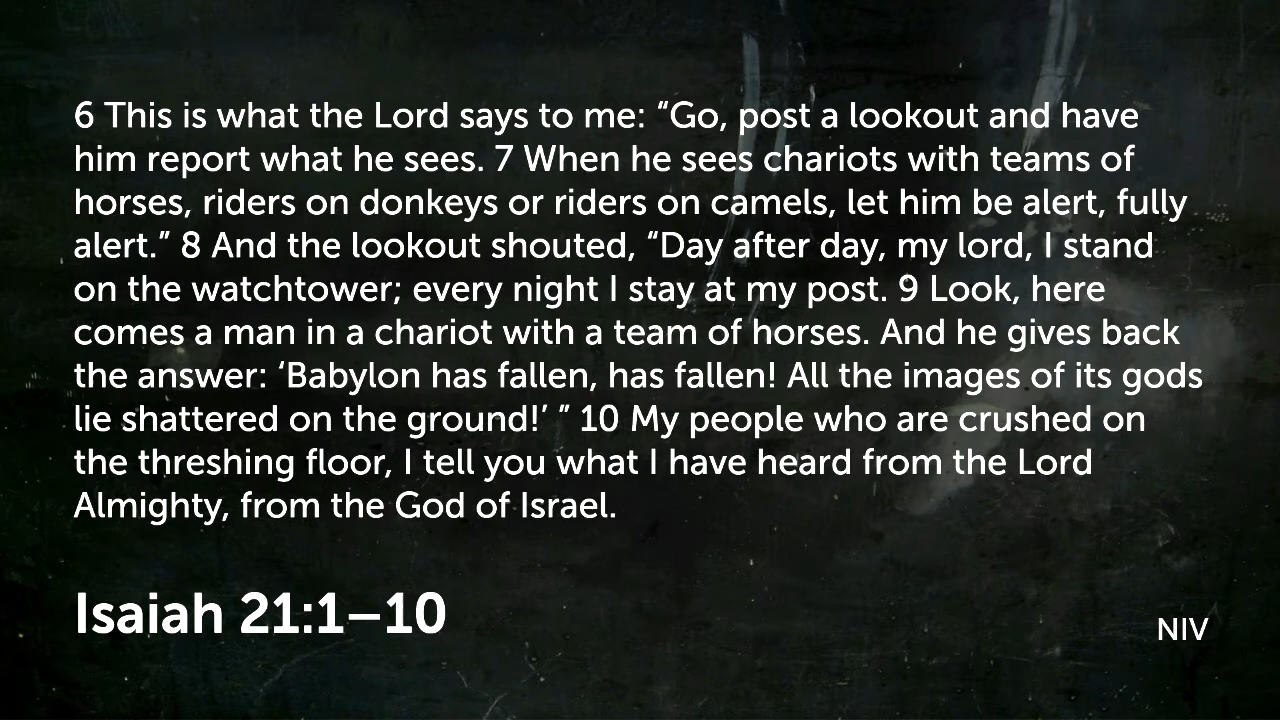 6 This is what the Lord says to me: “Go, post a lookout and have
him report what he sees. 7 When he sees chariots with teams of
horses, riders on donkeys or riders on camels, let him be alert, fully
alert.” 8 And the lookout shouted, “Day after day, my lord, I stand
on the watchtower; every night I stay at my post. 9 Look, here
comes a man in a chariot with a team of horses. And he gives back
the answer: ‘Babylon has fallen, has fallen! All the images of its gods
lie shattered on the ground!’ ” 10 My people who are crushed on
the threshing floor, I tell you what I have heard from the Lord
Almighty, from the God of Israel.
Isaiah 21:1–10
NIV